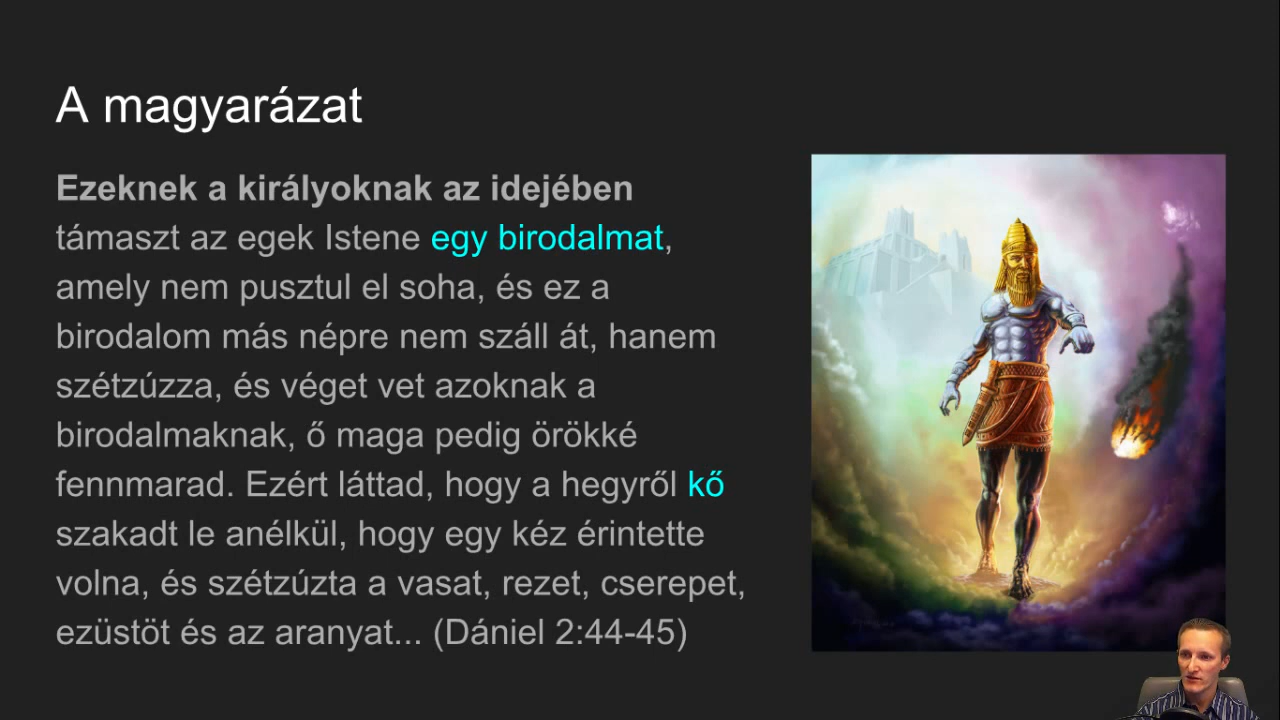 A magyarázat
Ezeknek a királyoknak az idejében
támaszt az egek Istene egy birodalmat,
amely nem pusztul el soha, és ez a
birodalom más népre nem száll át, hanem
szétzúzza, és véget vet azoknak a
birodalmaknak, ő maga pedig örökké
fennmarad. Ezért láttad, hogy a hegyről kő
szakadt le anélkül, hogy egy kéz érintette
volna, és szétzúzta a vasat, rezet, cserepet,
ezüstöt és az aranyat... (Dániel 2:44-45)